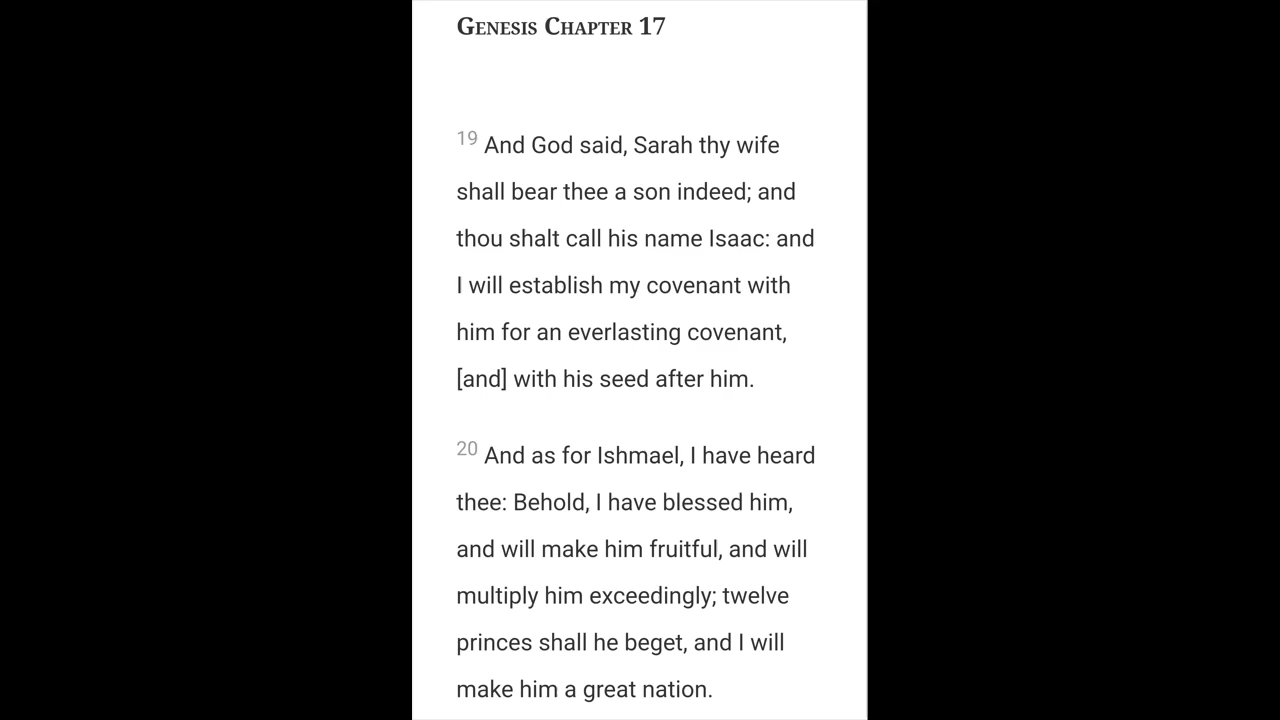 Genesis Chapter 17
19 And God said, Sarah thy wife
shall bear thee a son indeed; and
thou shalt call his name Isaac: and
I will establish my covenant with
him for an everlasting covenant,
[and] with his seed after him.
20 And as for Ishmael, I have heard
thee: Behold, I have blessed him,
and will make him fruitful, and will
multiply him exceedingly; twelve
princes shall he beget, and I will
make him a great nation.